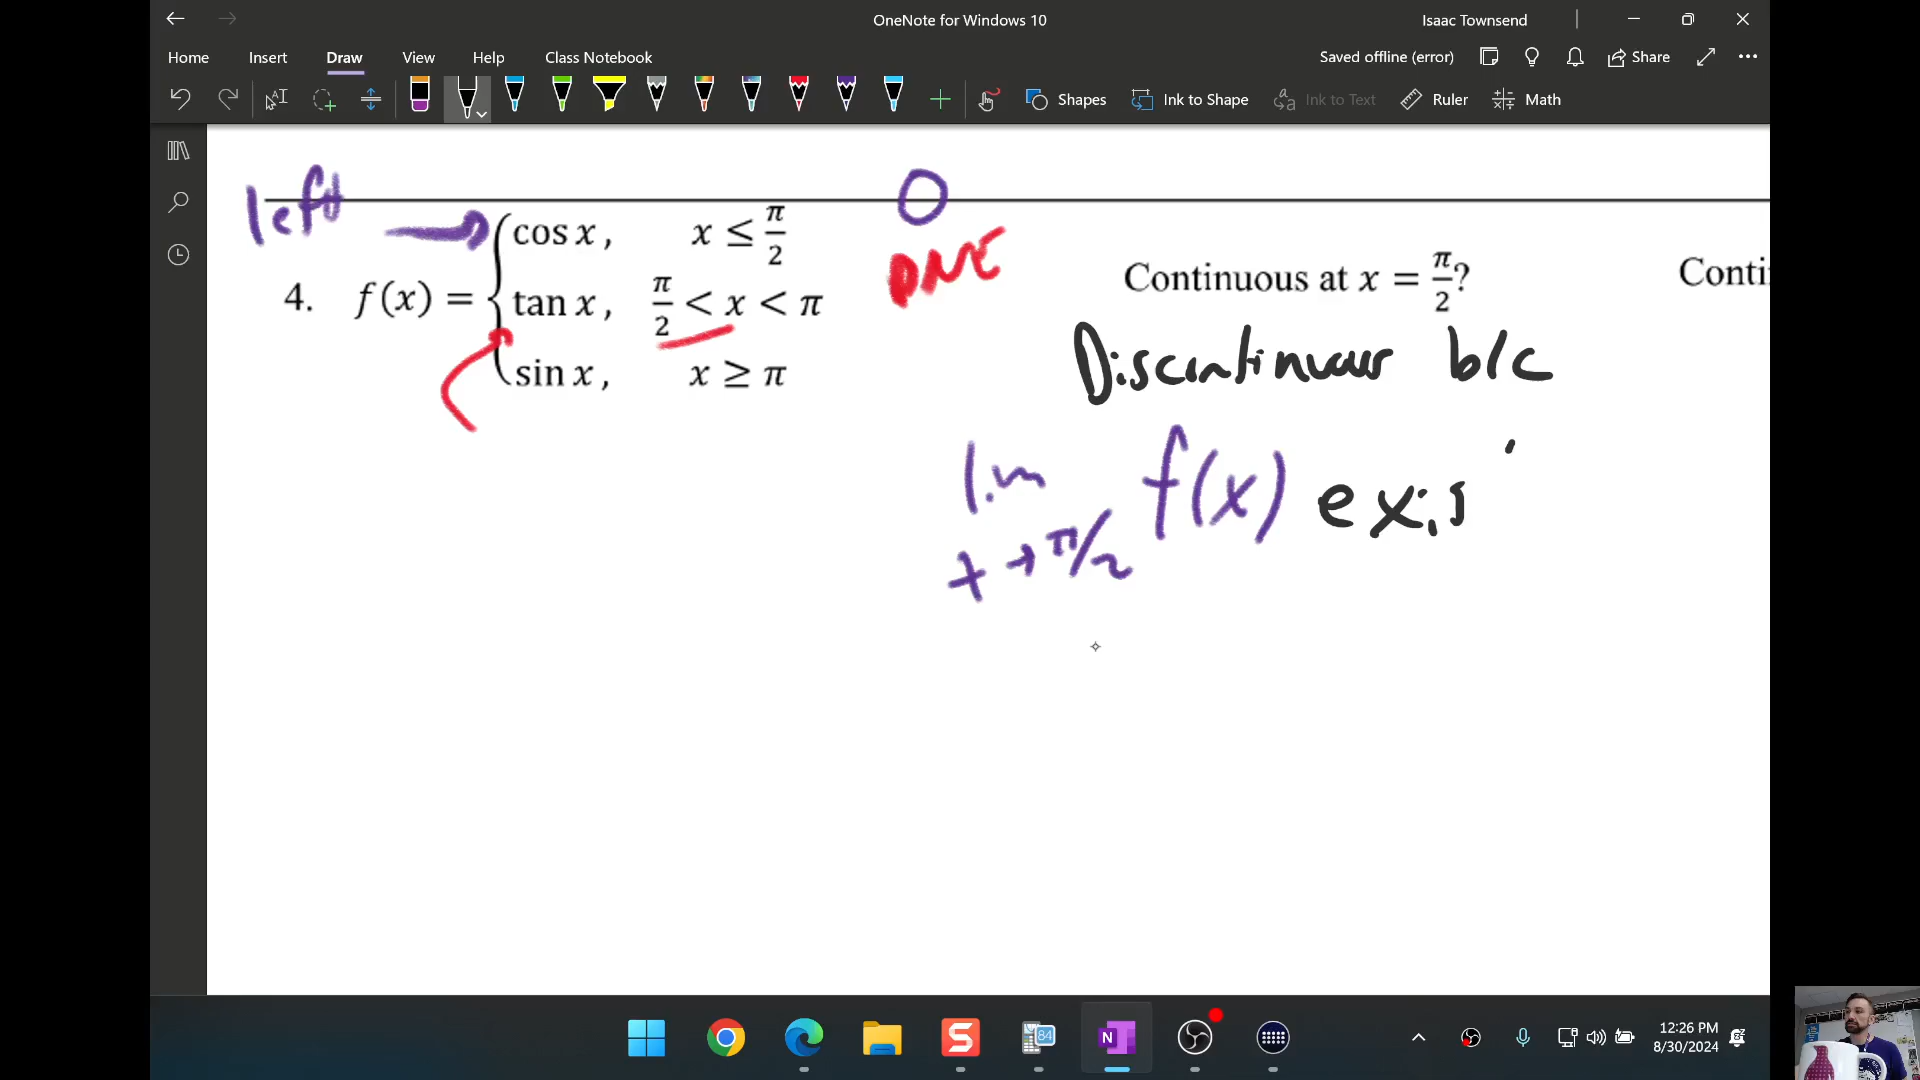 OneNote for Windows 10
Isaac Townsend
Home Insert Draw View Help Class Notebook
Saved offline (error)
Share
Shapes Ink to Shape Ink to Text Ruler Math
left
0
DNE
4. f(x) = { cos x , x ≤ π/2
tan x , π/2 < x < π
sin x , x ≥ π
Continuous at x = π/2?
Conti
Discontinuous b/c
lim f(x) exis
x → π/2
84
12:26 PM
8/30/2024